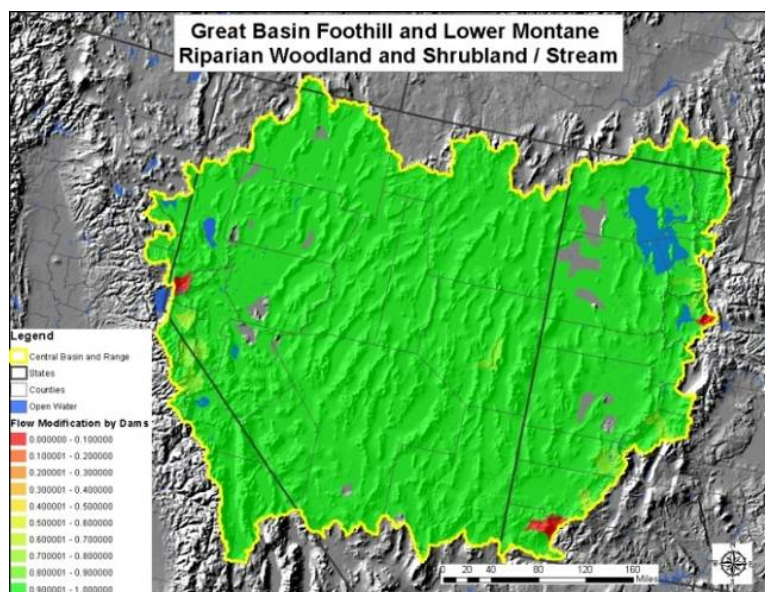 Great Basin Foothill and Lower Montane
Riparian Woodland and Shrubland / Stream
Legend
Central Basin and Range
States
Counties
Open Water
Flow Modification by Dams
0.000000 - 0.100000
0.100001 - 0.200000
0.200001 - 0.300000
0.300001 - 0.400000
0.400001 - 0.500000
0.500001 - 0.600000
0.600001 - 0.700000
0.700001 - 0.800000
0.800001 - 0.900000
0.900001 - 1.000000
0 20 40 80 120 160
Miles